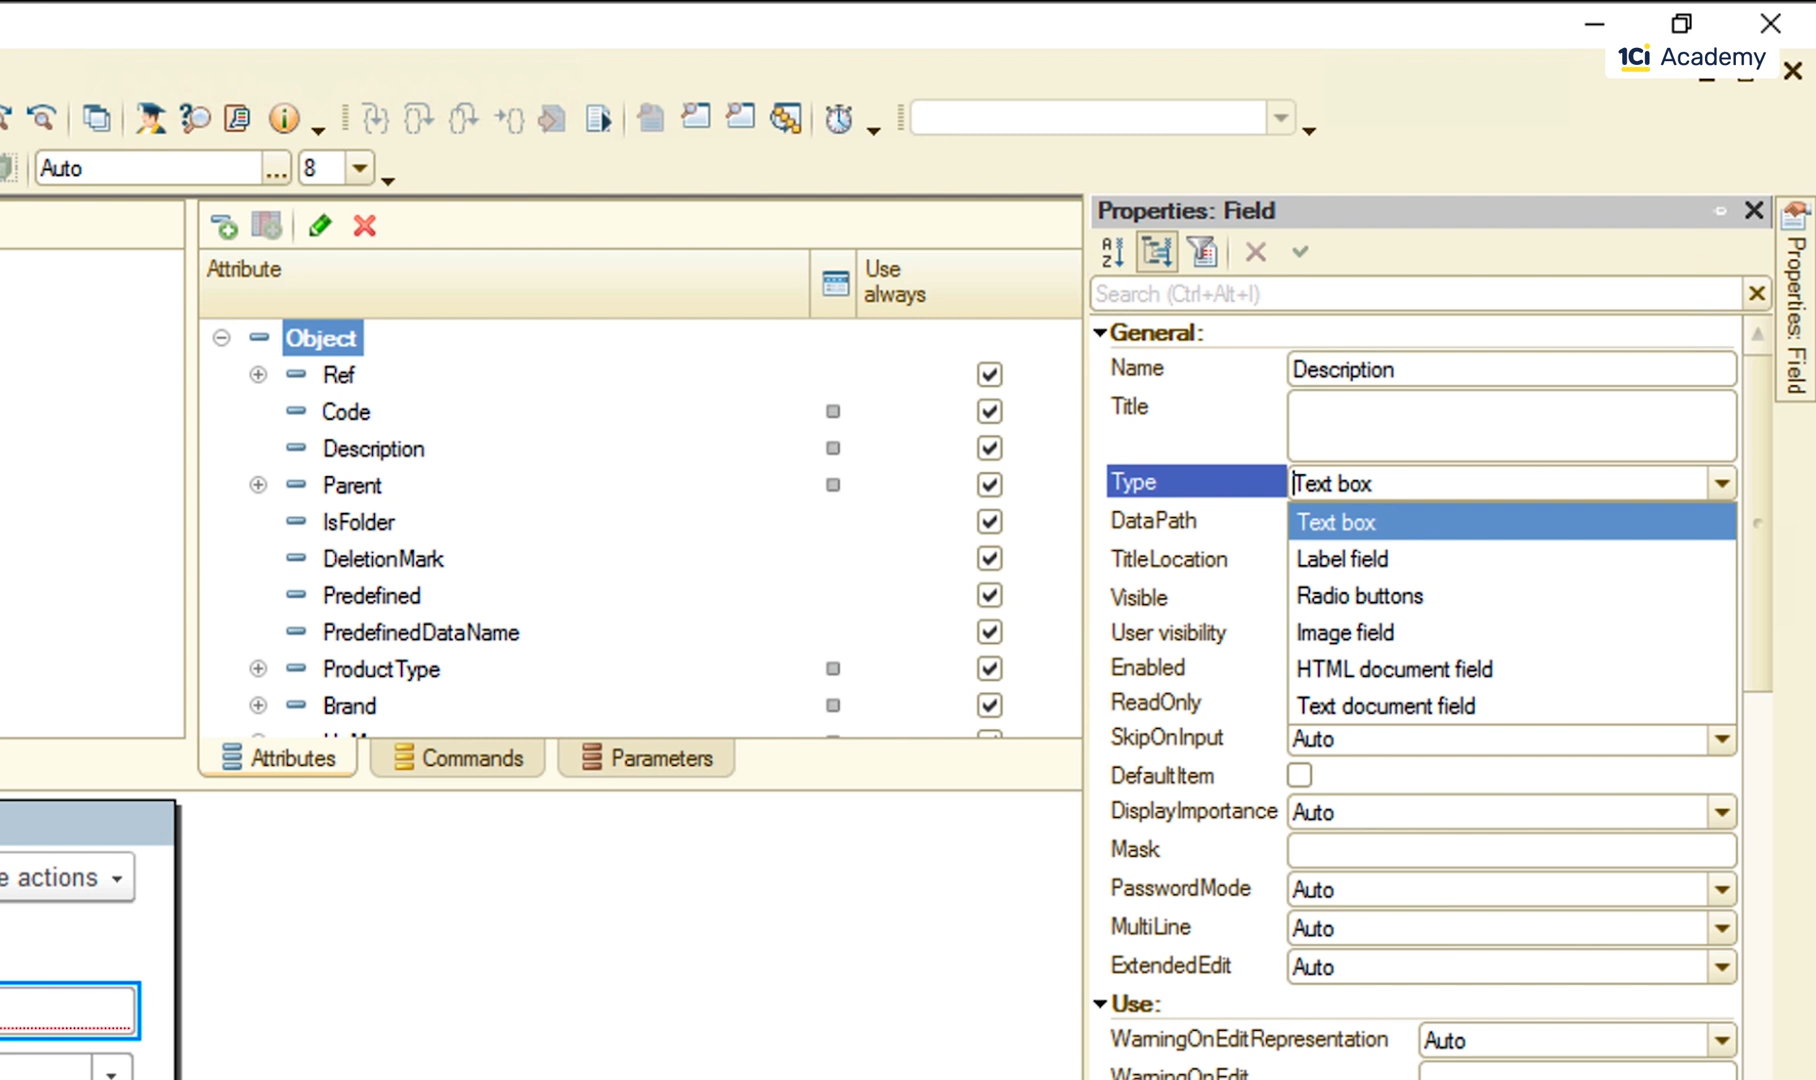 1Ci Academy
Auto
...
8
Attribute
Use
always
Object
Ref
Code
Description
Parent
IsFolder
DeletionMark
Predefined
PredefinedDataName
ProductType
Brand
Attributes
Commands
Parameters
e actions
Properties: Field
Search (Ctrl+Alt+I)
General:
Name
Description
Title
Type
Text box
DataPath
Text box
TitleLocation
Label field
Visible
Radio buttons
User visibility
Image field
Enabled
HTML document field
ReadOnly
Text document field
SkipOnInput
Auto
DefaultItem
DisplayImportance
Auto
Mask
PasswordMode
Auto
MultiLine
Auto
ExtendedEdit
Auto
Use:
WarningOnEditRepresentation
Auto
WarningOnEdit
Properties: Field